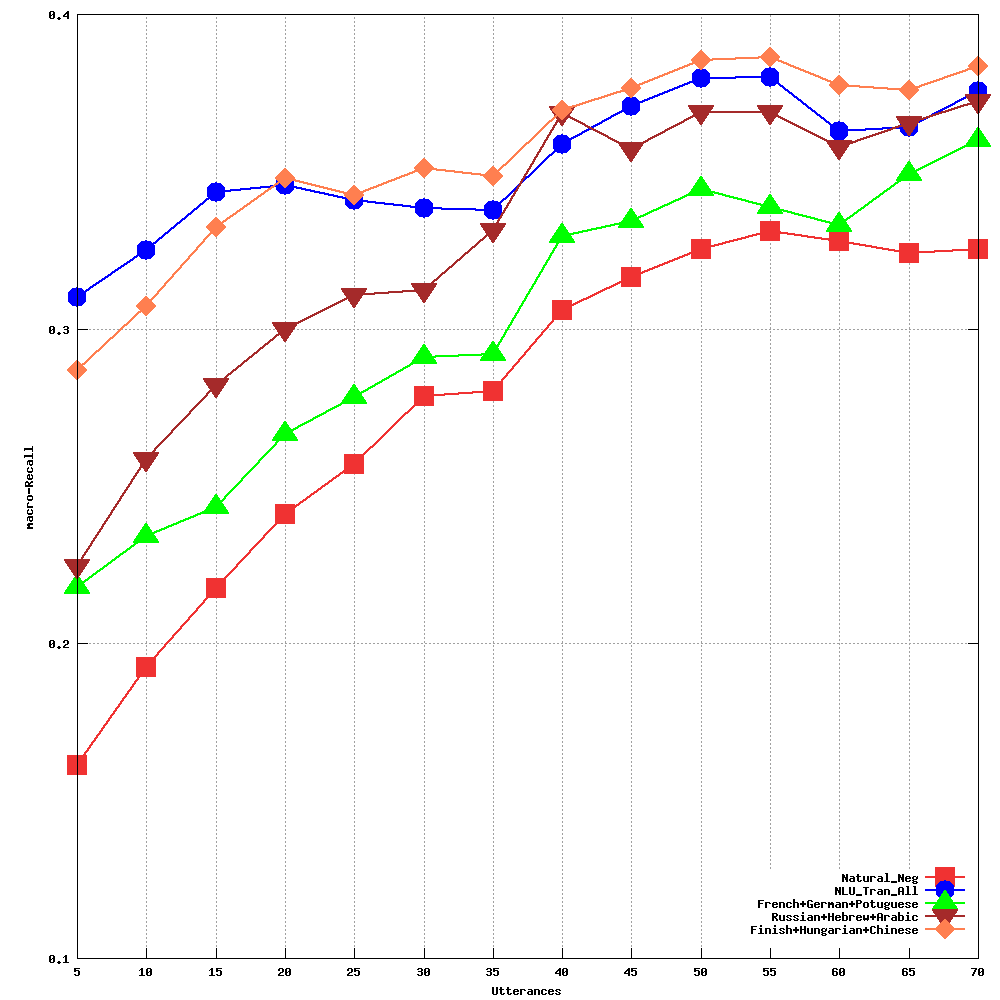 0.4
0.3
0.2
0.1
macro-Recall
5 10 15 20 25 30 35 40 45 50 55 60 65 70
Utterances
Natural_Neg
NLU_Tran_All
French+German+Potuguese
Russian+Hebrew+Arabic
Finish+Hungarian+Chinese